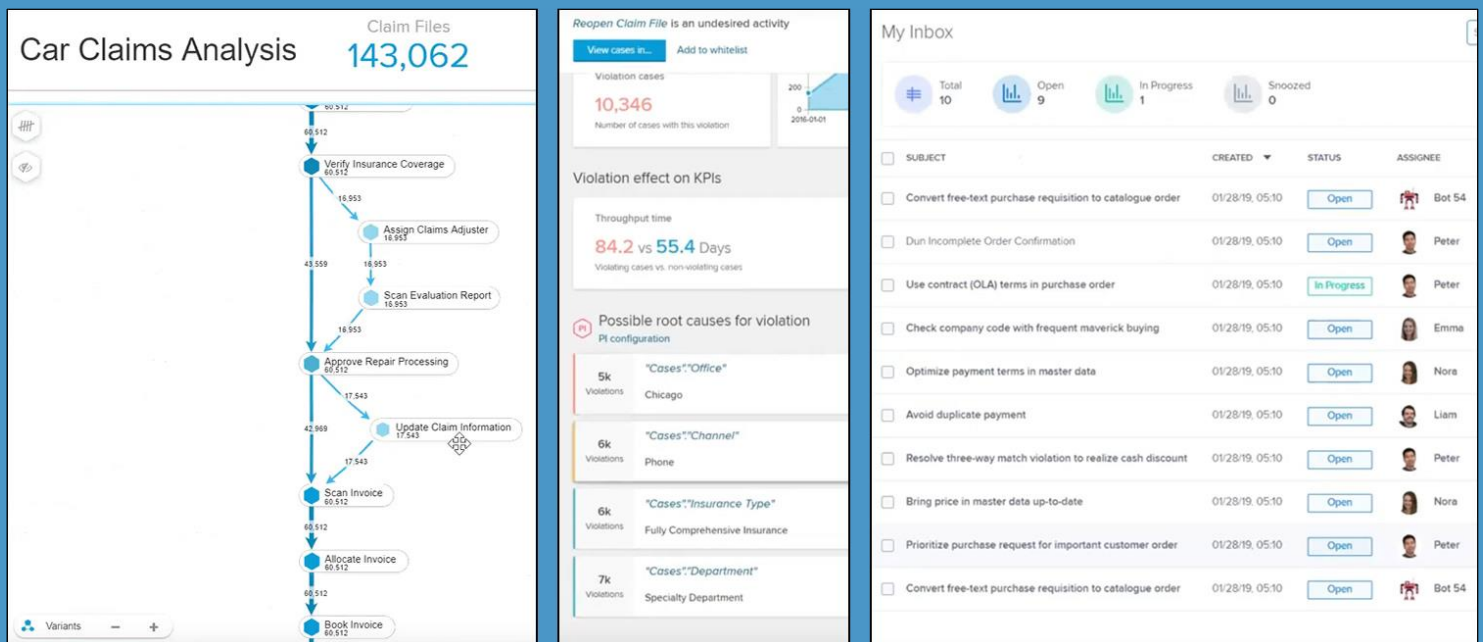 Car Claims Analysis
Claim Files
143,062
60,512
60,512
Verify Insurance Coverage
60,512
16,953
Assign Claims Adjuster
16,953
43,559
16,953
Scan Evaluation Report
16,953
16,953
Approve Repair Processing
60,512
17,543
Update Claim Information
17,543
42,969
17,543
Scan Invoice
60,512
60,512
Allocate Invoice
60,512
60,512
Book Invoice
60,512
Variants
Reopen Claim File is an undesired activity
View cases in...
Add to whitelist
Violation cases
10,346
Number of cases with this violation
200
0
2016-01-01
Violation effect on KPIs
Throughput time
84.2 vs 55.4 Days
Violating cases vs. non-violating cases
PI
Possible root causes for violation
PI configuration
5k
Violations
"Cases"."Office"
Chicago
6k
Violations
"Cases"."Channel"
Phone
6k
Violations
"Cases"."Insurance Type"
Fully Comprehensive Insurance
7k
Violations
"Cases"."Department"
Specialty Department
My Inbox
Total
10
Open
9
In Progress
1
Snoozed
0
SUBJECT CREATED STATUS ASSIGNEE
Convert free-text purchase requisition to catalogue order 01/28/19, 05:10 Open Bot 54
Dun Incomplete Order Confirmation 01/28/19, 05:10 Open Peter
Use contract (OLA) terms in purchase order 01/28/19, 05:10 In Progress Peter
Check company code with frequent maverick buying 01/28/19, 05:10 Open Emma
Optimize payment terms in master data 01/28/19, 05:10 Open Nora
Avoid duplicate payment 01/28/19, 05:10 Open Liam
Resolve three-way match violation to realize cash discount 01/28/19, 05:10 Open Peter
Bring price in master data up-to-date 01/28/19, 05:10 Open Nora
Prioritize purchase request for important customer order 01/28/19, 05:10 Open Peter
Convert free-text purchase requisition to catalogue order 01/28/19, 05:10 Open Bot 54